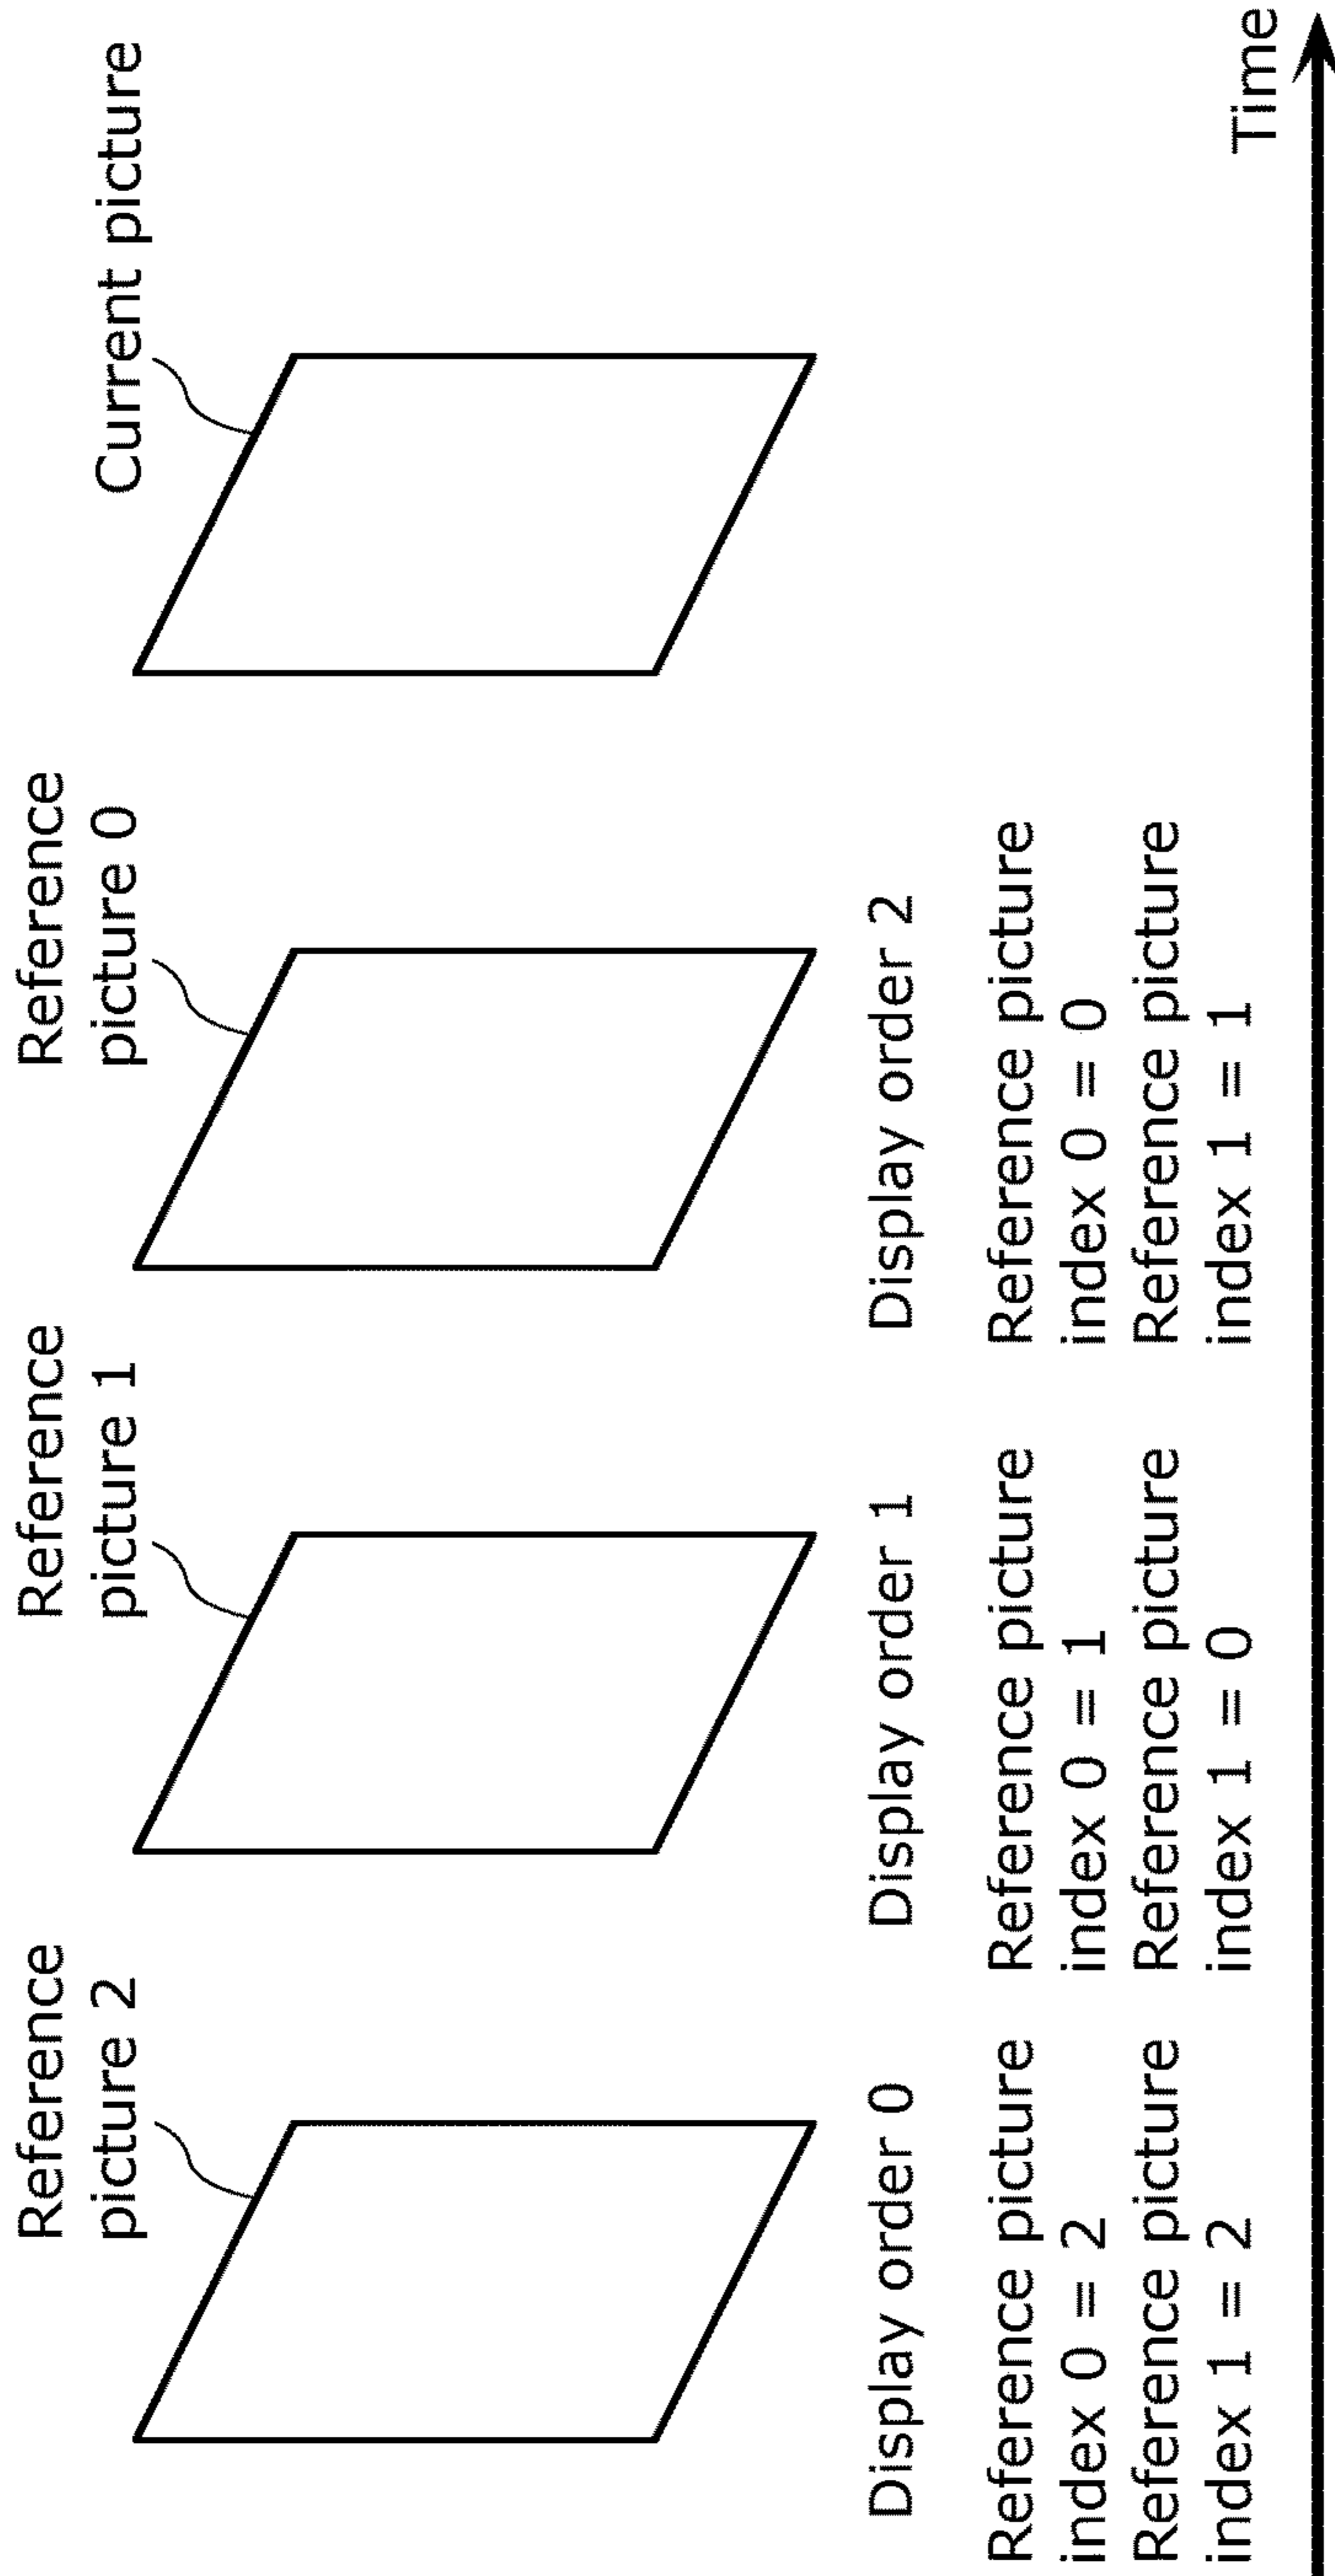 Reference
picture 2
Reference
picture 1
Reference
picture 0
Current picture
Display order 0
Display order 1
Display order 2
Reference picture
index 0 = 2
Reference picture
index 1 = 2
Reference picture
index 0 = 1
Reference picture
index 1 = 0
Reference picture
index 0 = 0
Reference picture
index 1 = 1
Time